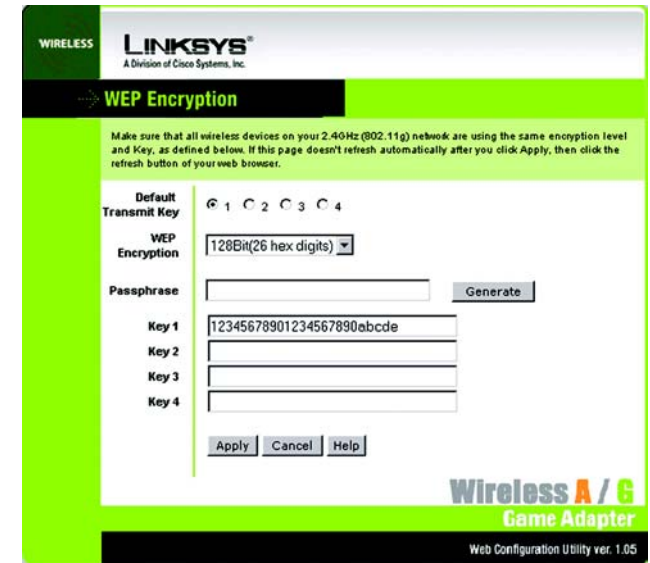 WIRELESS
LINKSYS®
A Division of Cisco Systems, Inc.
WEP Encryption
Make sure that all wireless devices on your 2.4GHz (802.11g) network are using the same encryption level
and Key, as defined below. If this page doesn't refresh automatically after you click Apply, then click the
refresh button of your web browser.
Default
Transmit Key
1 2 3 4
WEP
Encryption
128Bit(26 hex digits)
Passphrase
Generate
Key 1
12345678901234567890abcde
Key 2
Key 3
Key 4
Apply Cancel Help
Wireless A / G
Game Adapter
Web Configuration Utility ver. 1.05